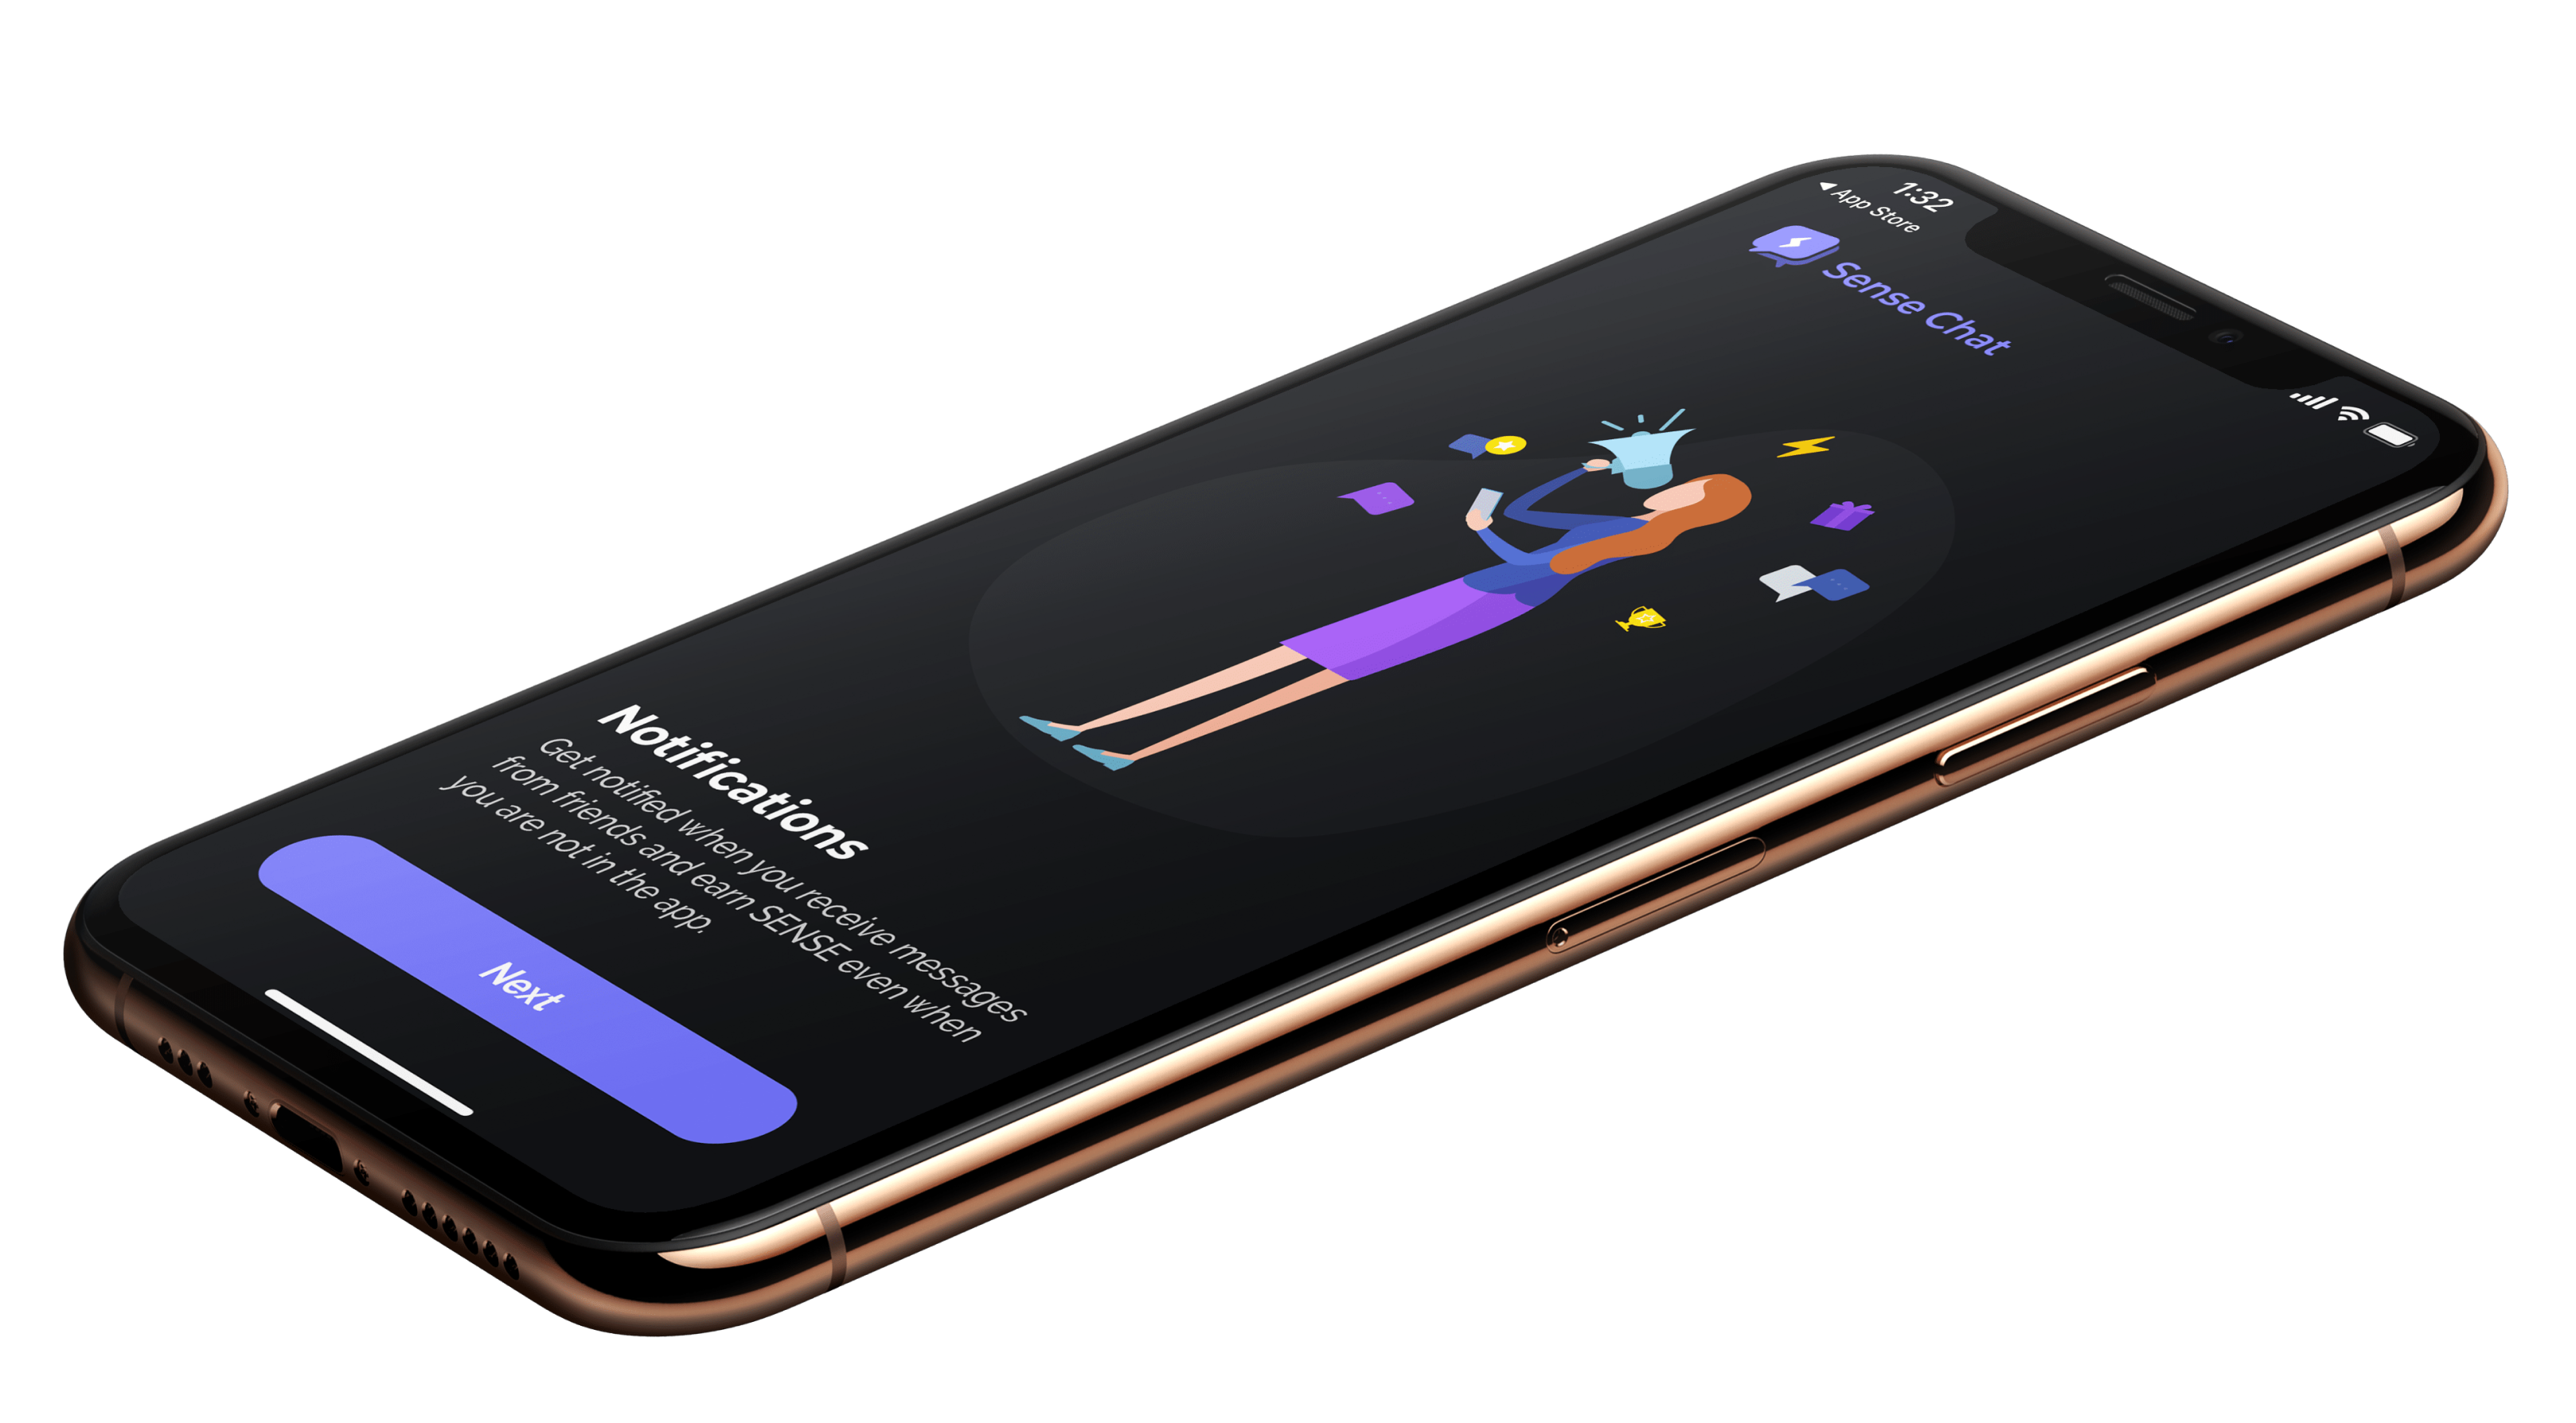 1:32
◀ App Store
Sense Chat
Notifications
Get notified when you receive messages
from friends and earn SENSE even when
you are not in the app.
Next